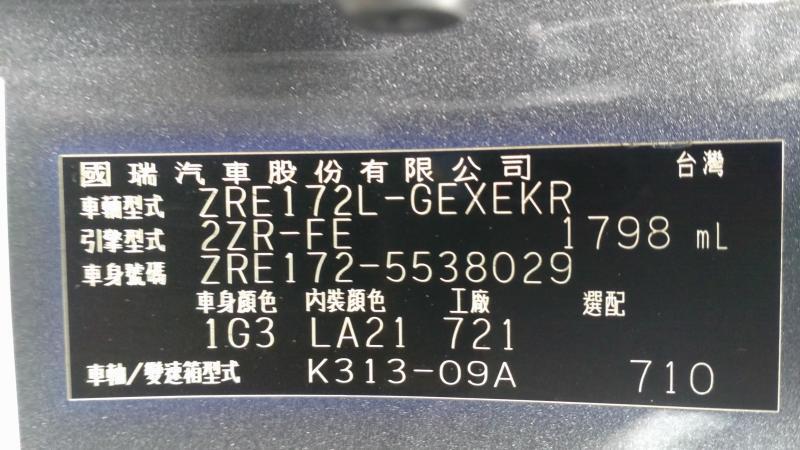 國瑞汽車股份有限公司 台灣
車輛型式 ZRE172L-GEXEKR
引擎型式 2ZR-FE 1798 mL
車身號碼 ZRE172-5538029
車身顏色 內裝顏色 工廠 選配
1G3 LA21 721
車軸/變速箱型式 K313-09A 710